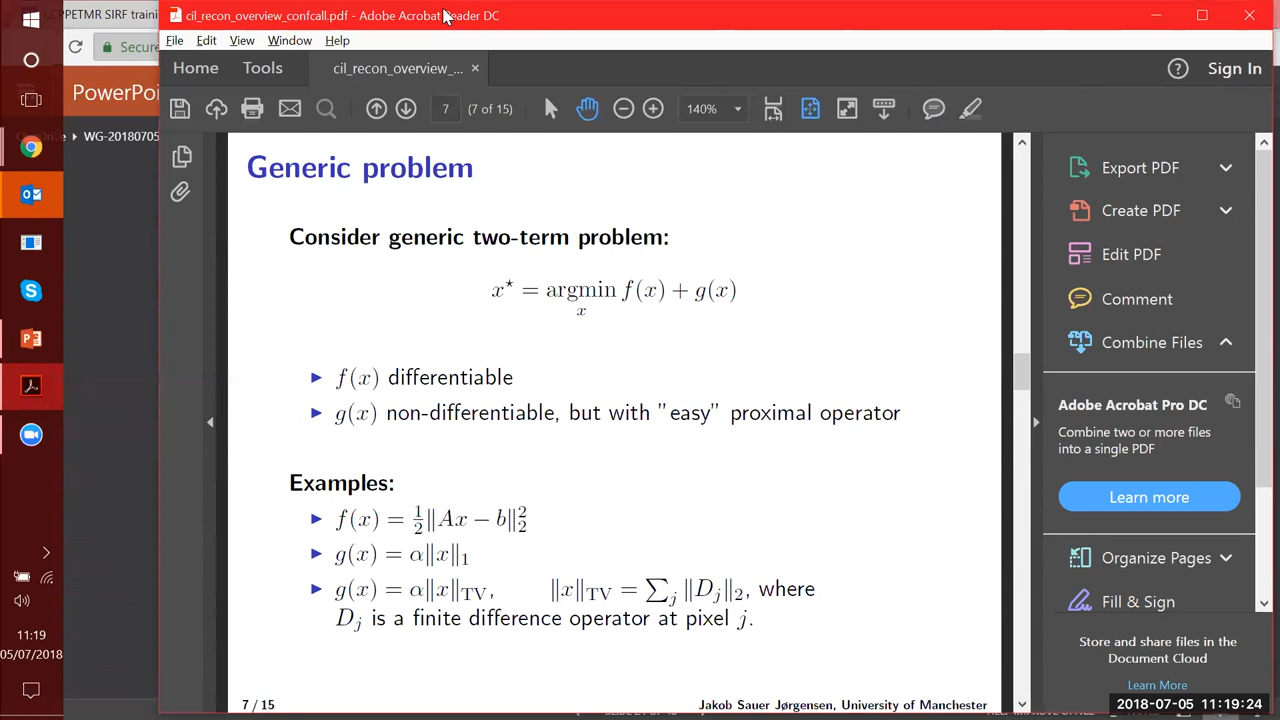 cil_recon_overview_confcall.pdf - Adobe Acrobat Reader DC
LCPPETMR SIRF traini
Secure
File Edit View Window Help
Home Tools cil_recon_overview_... × Sign In
PowerPoi
7 (7 of 15) 140%
WG-20180705
Generic problem
Consider generic two-term problem:
x⋆ = argmin f(x) + g(x)
x
▶ f(x) differentiable
▶ g(x) non-differentiable, but with "easy" proximal operator
Examples:
▶ f(x) = ½‖Ax − b‖₂²
▶ g(x) = α‖x‖₁
▶ g(x) = α‖x‖TV, ‖x‖TV = ∑ⱼ ‖Dⱼ‖₂, where
Dⱼ is a finite difference operator at pixel j.
7 / 15 Jakob Sauer Jørgensen, University of Manchester
Export PDF
Create PDF
Edit PDF
Comment
Combine Files
Adobe Acrobat Pro DC
Combine two or more files
into a single PDF
Learn more
Organize Pages
Fill & Sign
Store and share files in the
Document Cloud
Learn More
11:19
05/07/2018
2018-07-05 11:19:24